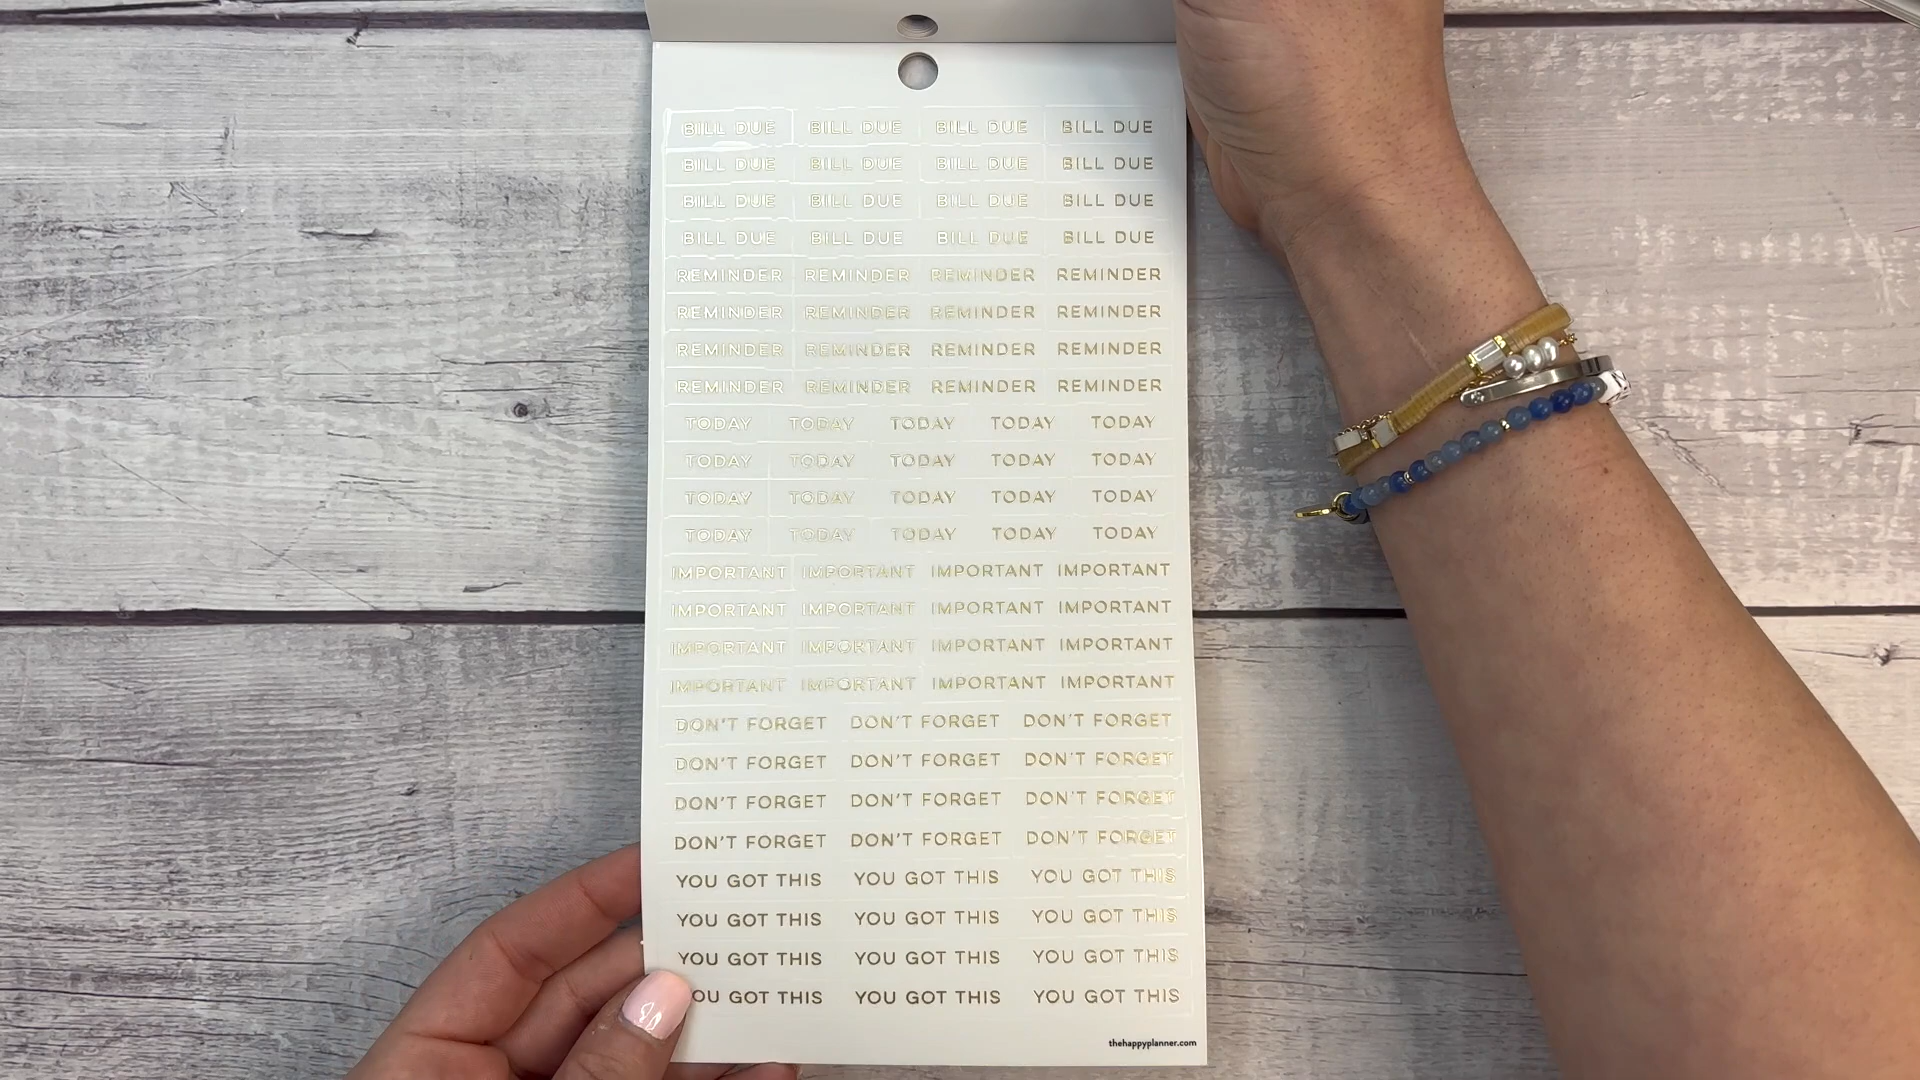 BILL DUE BILL DUE BILL DUE BILL DUE
BILL DUE BILL DUE BILL DUE BILL DUE
BILL DUE BILL DUE BILL DUE BILL DUE
BILL DUE BILL DUE BILL DUE BILL DUE
REMINDER REMINDER REMINDER REMINDER
REMINDER REMINDER REMINDER REMINDER
REMINDER REMINDER REMINDER REMINDER
REMINDER REMINDER REMINDER REMINDER
TODAY TODAY TODAY TODAY TODAY
TODAY TODAY TODAY TODAY TODAY
TODAY TODAY TODAY TODAY TODAY
TODAY TODAY TODAY TODAY TODAY
IMPORTANT IMPORTANT IMPORTANT IMPORTANT
IMPORTANT IMPORTANT IMPORTANT IMPORTANT
IMPORTANT IMPORTANT IMPORTANT IMPORTANT
IMPORTANT IMPORTANT IMPORTANT IMPORTANT
DON'T FORGET DON'T FORGET DON'T FORGET
DON'T FORGET DON'T FORGET DON'T FORGET
DON'T FORGET DON'T FORGET DON'T FORGET
DON'T FORGET DON'T FORGET DON'T FORGET
YOU GOT THIS YOU GOT THIS YOU GOT THIS
YOU GOT THIS YOU GOT THIS YOU GOT THIS
YOU GOT THIS YOU GOT THIS YOU GOT THIS
OU GOT THIS YOU GOT THIS YOU GOT THIS
thehappyplanner.com